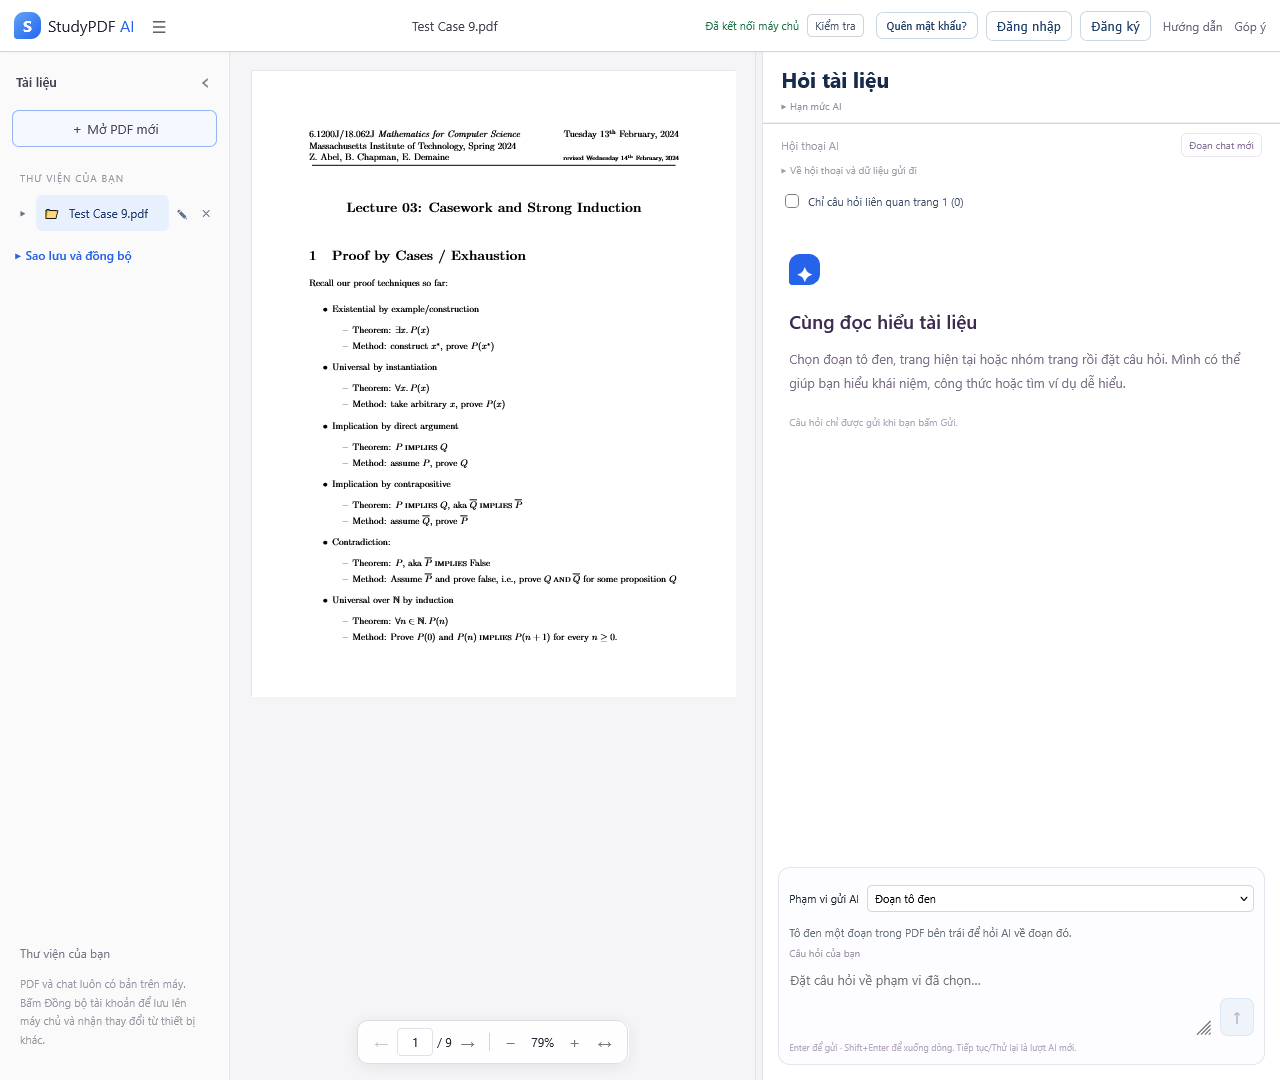 S StudyPDF AI ☰
Test Case 9.pdf
Đã kết nối máy chủ Kiểm tra Quên mật khẩu? Đăng nhập Đăng ký Hướng dẫn Góp ý
Tài liệu
+ Mở PDF mới
THƯ VIỆN CỦA BẠN
Test Case 9.pdf
Sao lưu và đồng bộ
Thư viện của bạn
PDF và chat luôn có bản trên máy.
Bấm Đồng bộ tài khoản để lưu lên
máy chủ và nhận thay đổi từ thiết bị
khác.
6.1200J/18.062J Mathematics for Computer Science Tuesday 13th February, 2024
Massachusetts Institute of Technology, Spring 2024
Z. Abel, B. Chapman, E. Demaine revised Wednesday 14th February, 2024
Lecture 03: Casework and Strong Induction
1 Proof by Cases / Exhaustion
Recall our proof techniques so far:
• Existential by example/construction
– Theorem: ∃x. P(x)
– Method: construct x*, prove P(x*)
• Universal by instantiation
– Theorem: ∀x. P(x)
– Method: take arbitrary x, prove P(x)
• Implication by direct argument
– Theorem: P IMPLIES Q
– Method: assume P, prove Q
• Implication by contrapositive
– Theorem: P IMPLIES Q, aka Q̅ IMPLIES P̅
– Method: assume Q̅, prove P̅
• Contradiction:
– Theorem: P, aka P̅ IMPLIES False
– Method: Assume P̅ and prove false, i.e., prove Q AND Q̅ for some proposition Q
• Universal over ℕ by induction
– Theorem: ∀n ∈ ℕ. P(n)
– Method: Prove P(0) and P(n) IMPLIES P(n + 1) for every n ≥ 0.
← 1 / 9 → − 79% + ↔
Hỏi tài liệu
Hạn mức AI
Hội thoại AI Đoạn chat mới
Về hội thoại và dữ liệu gửi đi
Chỉ câu hỏi liên quan trang 1 (0)
Cùng đọc hiểu tài liệu
Chọn đoạn tô đen, trang hiện tại hoặc nhóm trang rồi đặt câu hỏi. Mình có thể
giúp bạn hiểu khái niệm, công thức hoặc tìm ví dụ dễ hiểu.
Câu hỏi chỉ được gửi khi bạn bấm Gửi.
Phạm vi gửi AI Đoạn tô đen
Tô đen một đoạn trong PDF bên trái để hỏi AI về đoạn đó.
Câu hỏi của bạn
Đặt câu hỏi về phạm vi đã chọn...
↑
Enter để gửi · Shift+Enter để xuống dòng. Tiếp tục/Thử lại là lượt AI mới.